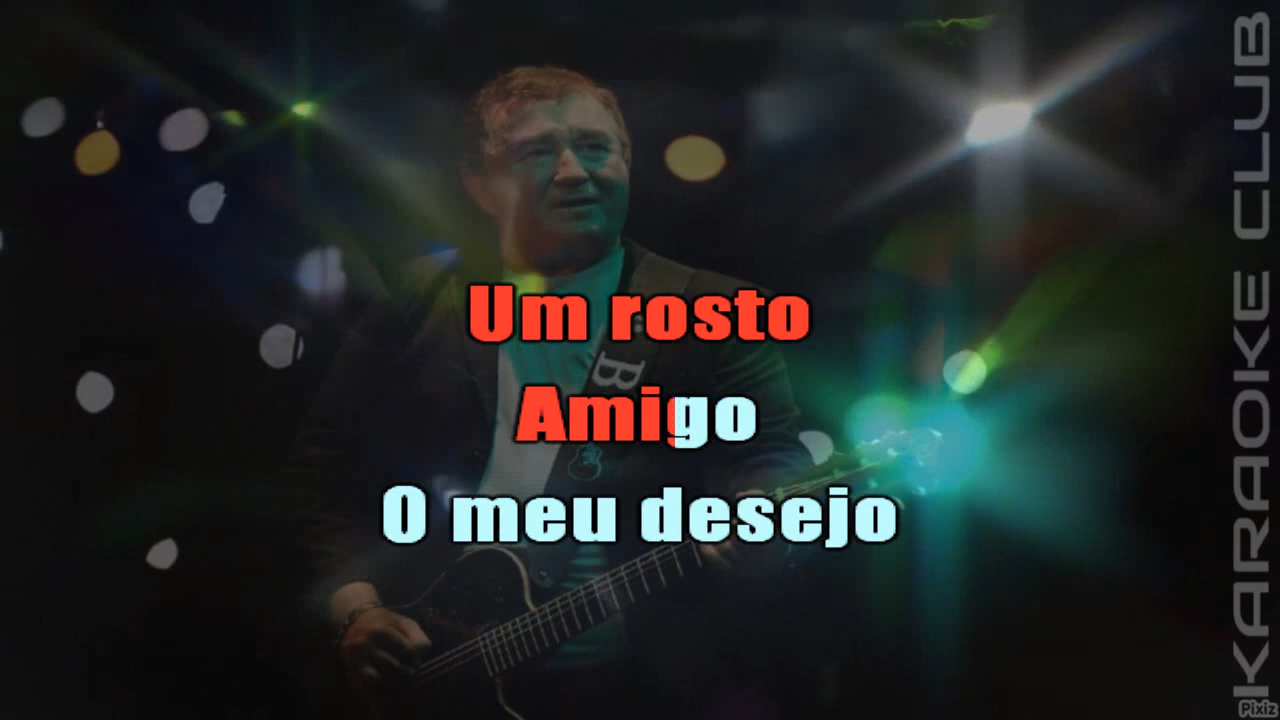 Um rosto
Amigo
O meu desejo
KARAOKE CLUB
B
Pixiz